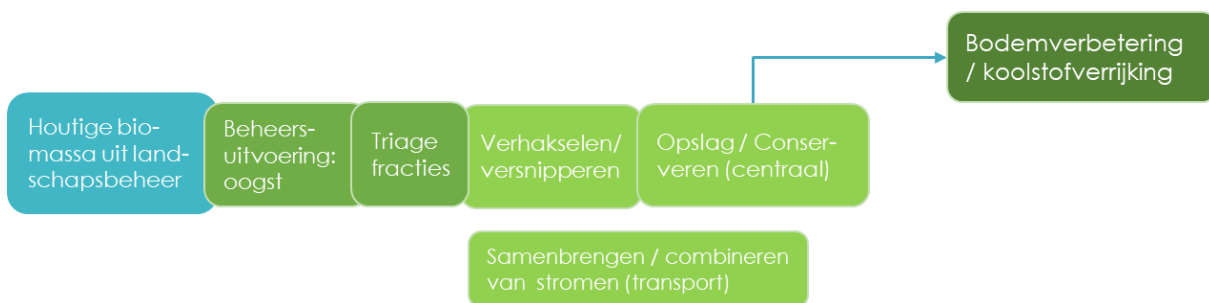 Bodemverbetering
/ koolstofverrijking
Houtige bio-
massa uit land-
schapsbeheer
Beheers-
uitvoering:
oogst
Triage
fracties
Verhakselen/
versnipperen
Opslag / Conser-
veren (centraal)
Samenbrengen / combineren
van  stromen (transport)